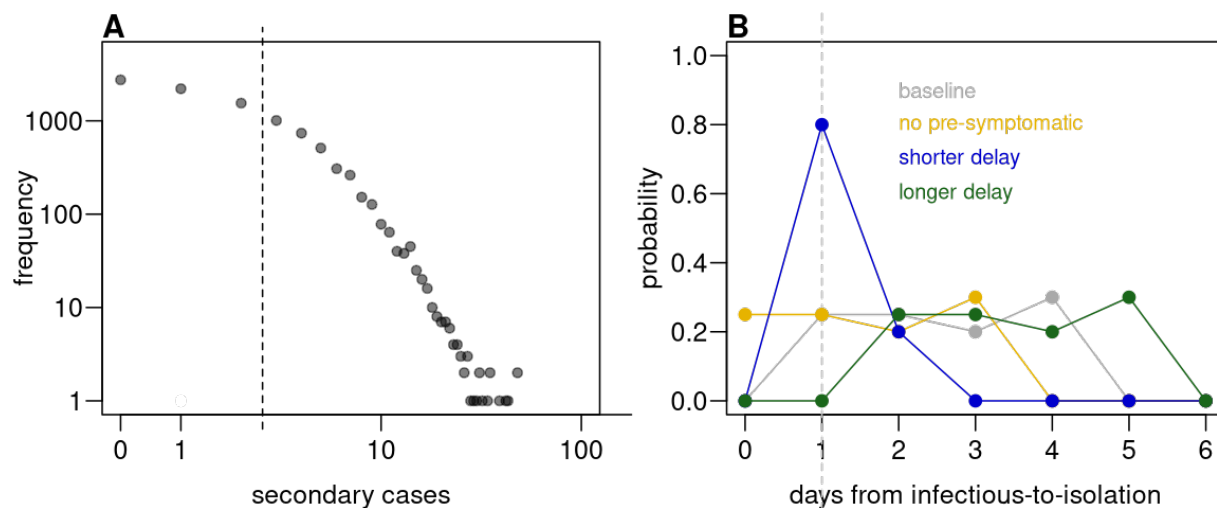 A
1000
100
10
1
frequency
0 1 10 100
secondary cases
B
1.0
0.8
0.6
0.4
0.2
0.0
probability
baseline
no pre-symptomatic
shorter delay
longer delay
0 1 2 3 4 5 6
days from infectious-to-isolation